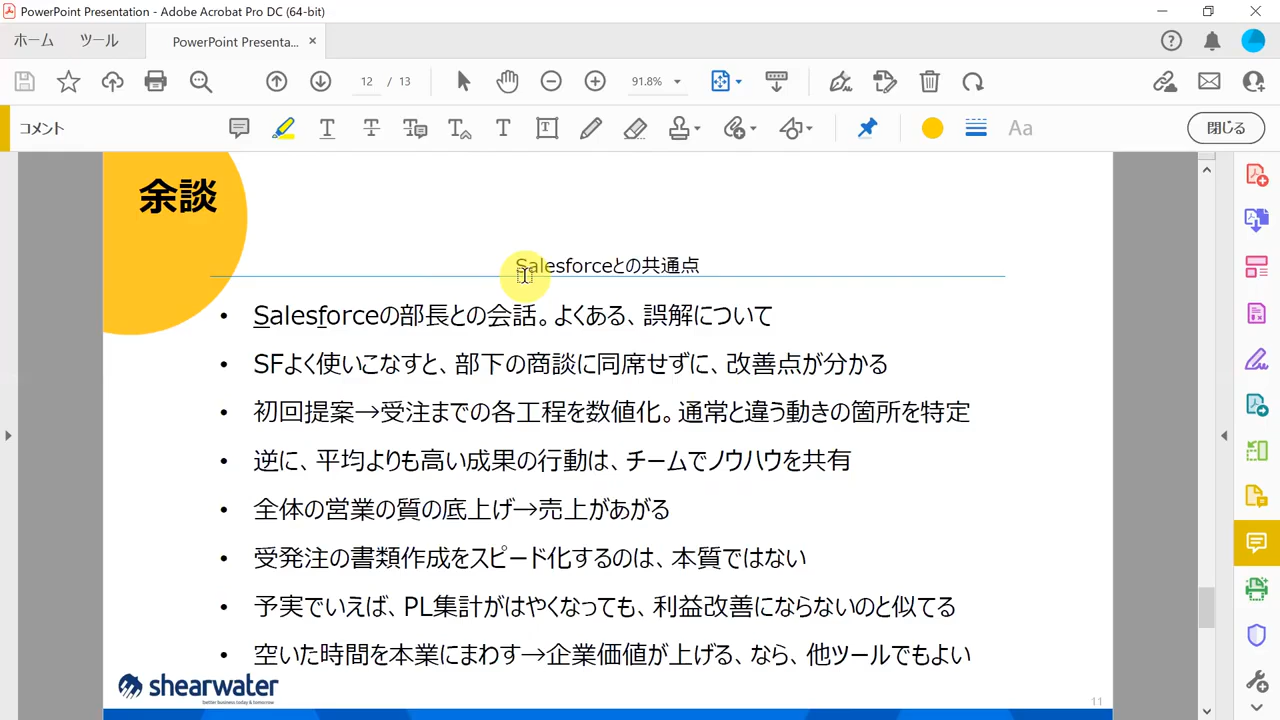 PowerPoint Presentation - Adobe Acrobat Pro DC (64-bit)
ホーム ツール PowerPoint Presenta... ×
12 / 13 91.8%
コメント Aa 閉じる
余談
Salesforceとの共通点
• Salesforceの部長との会話。よくある、誤解について
• SFよく使いこなすと、部下の商談に同席せずに、改善点が分かる
• 初回提案→受注までの各工程を数値化。通常と違う動きの箇所を特定
• 逆に、平均よりも高い成果の行動は、チームでノウハウを共有
• 全体の営業の質の底上げ→売上があがる
• 受発注の書類作成をスピード化するのは、本質ではない
• 予実でいえば、PL集計がはやくなっても、利益改善にならないのと似てる
• 空いた時間を本業にまわす→企業価値が上げる、なら、他ツールでもよい
shearwater
better business today & tomorrow
11